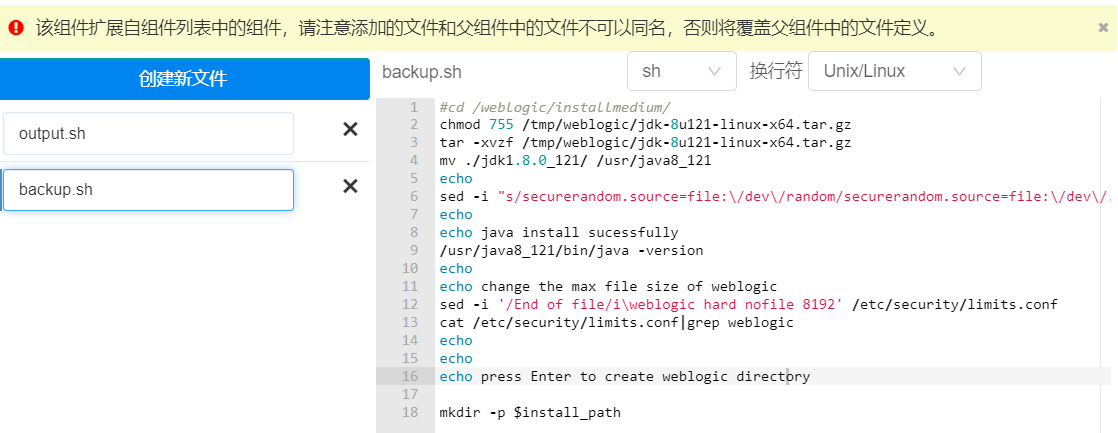 该组件扩展自组件列表中的组件，请注意添加的文件和父组件中的文件不可以同名，否则将覆盖父组件中的文件定义。
创建新文件
output.sh
backup.sh
backup.sh
sh
换行符
Unix/Linux
1 #cd /weblogic/installmedium/
2 chmod 755 /tmp/weblogic/jdk-8u121-linux-x64.tar.gz
3 tar -xvzf /tmp/weblogic/jdk-8u121-linux-x64.tar.gz
4 mv ./jdk1.8.0_121/ /usr/java8_121
5 echo
6 sed -i "s/securerandom.source=file:\/dev\/random/securerandom.source=file:\/dev\/.
7 echo
8 echo java install sucessfully
9 /usr/java8_121/bin/java -version
10 echo
11 echo change the max file size of weblogic
12 sed -i '/End of file/i\weblogic hard nofile 8192' /etc/security/limits.conf
13 cat /etc/security/limits.conf|grep weblogic
14 echo
15 echo
16 echo press Enter to create weblogic directory
17
18 mkdir -p $install_path